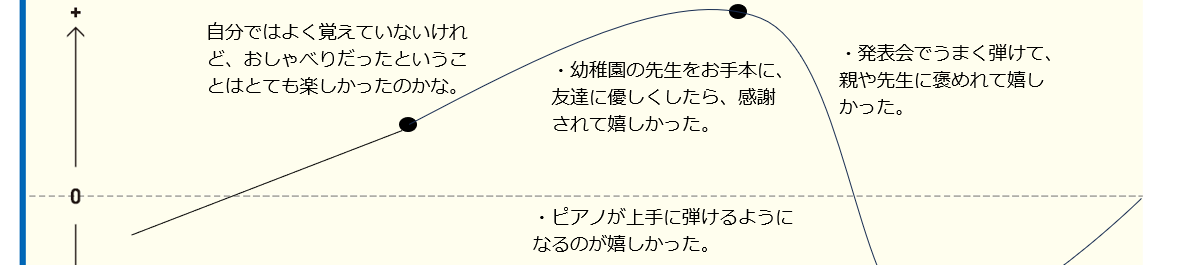 +
自分ではよく覚えていないけれ
ど、おしゃべりだったというこ
とはとても楽しかったのかな。
・幼稚園の先生をお手本に、
友達に優しくしたら、感謝
されて嬉しかった。
・発表会でうまく弾けて、
親や先生に褒めれて嬉し
かった。
0
・ピアノが上手に弾けるように
なるのが嬉しかった。